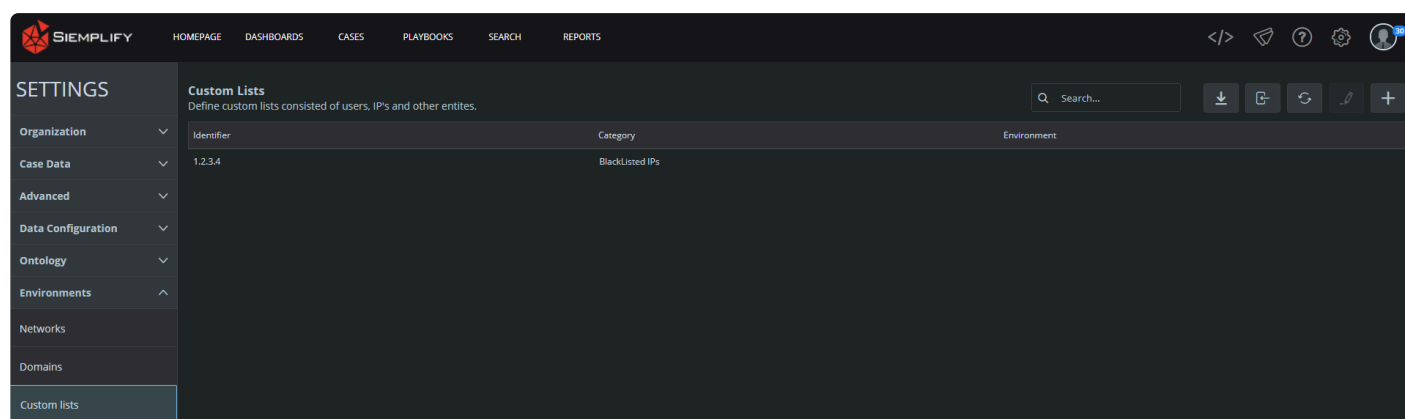 SIEMPLIFY HOMEPAGE DASHBOARDS CASES PLAYBOOKS SEARCH REPORTS </> ? 30
SETTINGS
Custom Lists
Define custom lists consisted of users, IP's and other entites.
Search...
Organization
Identifier Category Environment
Case Data
1.2.3.4 BlackListed IPs
Advanced
Data Configuration
Ontology
Environments
Networks
Domains
Custom lists